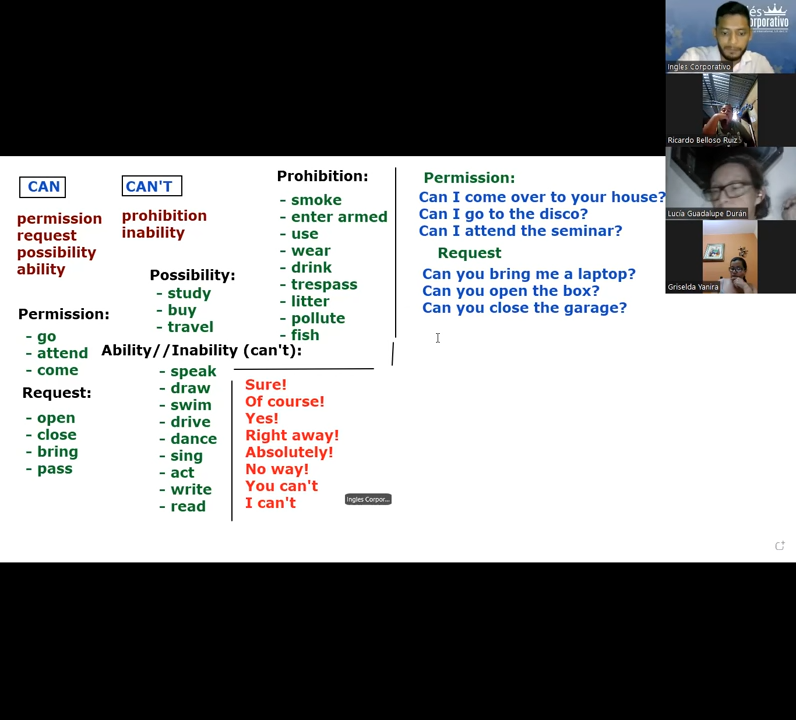 CAN
permission
request
possibility
ability
CAN'T
prohibition
inability
Permission:
- go
- attend
- come
Request:
- open
- close
- bring
- pass
Possibility:
- study
- buy
- travel
Ability//Inability (can't):
- speak
- draw
- swim
- drive
- dance
- sing
- act
- write
- read
Prohibition:
- smoke
- enter armed
- use
- wear
- drink
- trespass
- litter
- pollute
- fish
Sure!
Of course!
Yes!
Right away!
Absolutely!
No way!
You can't
I can't
Ingles Corpor...
Permission:
Can I come over to your house?
Can I go to the disco?
Can I attend the seminar?
Request
Can you bring me a laptop?
Can you open the box?
Can you close the garage?
Ingles Corporativo
Ricardo Belloso Ruiz
Lucía Guadalupe Durán
Griselda Yanira